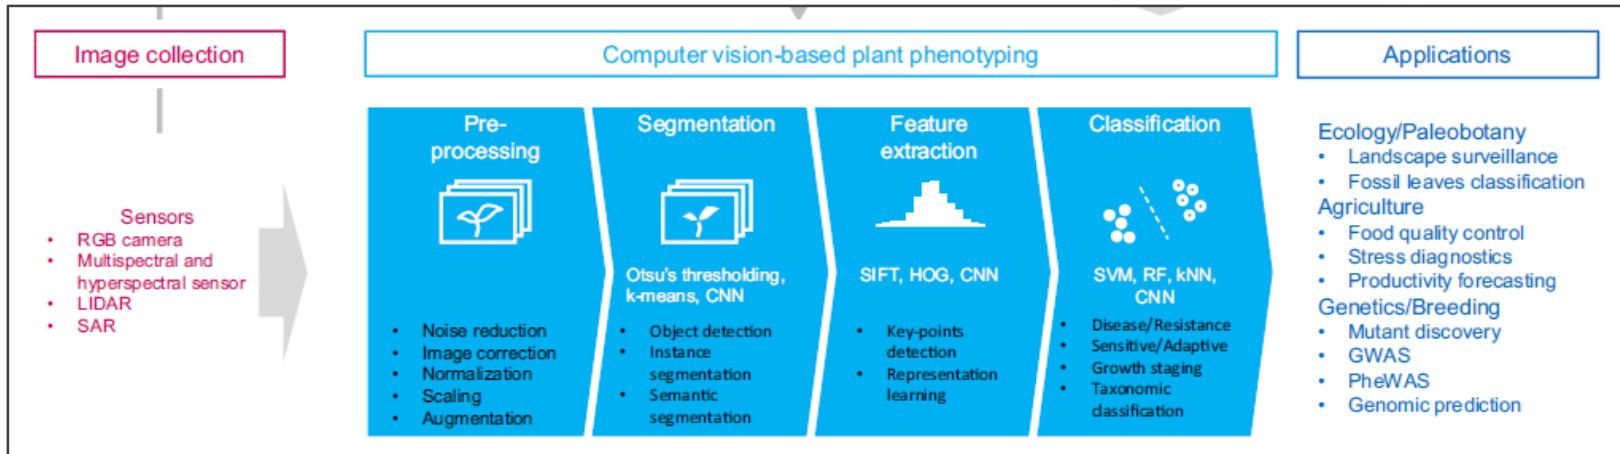 Image collection
Computer vision-based plant phenotyping
Applications
Sensors
• RGB camera
• Multispectral and
hyperspectral sensor
• LIDAR
• SAR
Pre-
processing
• Noise reduction
• Image correction
• Normalization
• Scaling
• Augmentation
Segmentation
Otsu's thresholding,
k-means, CNN
• Object detection
• Instance
segmentation
• Semantic
segmentation
Feature
extraction
SIFT, HOG, CNN
• Key-points
detection
• Representation
learning
Classification
SVM, RF, kNN,
CNN
• Disease/Resistance
• Sensitive/Adaptive
• Growth staging
• Taxonomic
classification
Ecology/Paleobotany
• Landscape surveillance
• Fossil leaves classification
Agriculture
• Food quality control
• Stress diagnostics
• Productivity forecasting
Genetics/Breeding
• Mutant discovery
• GWAS
• PheWAS
• Genomic prediction